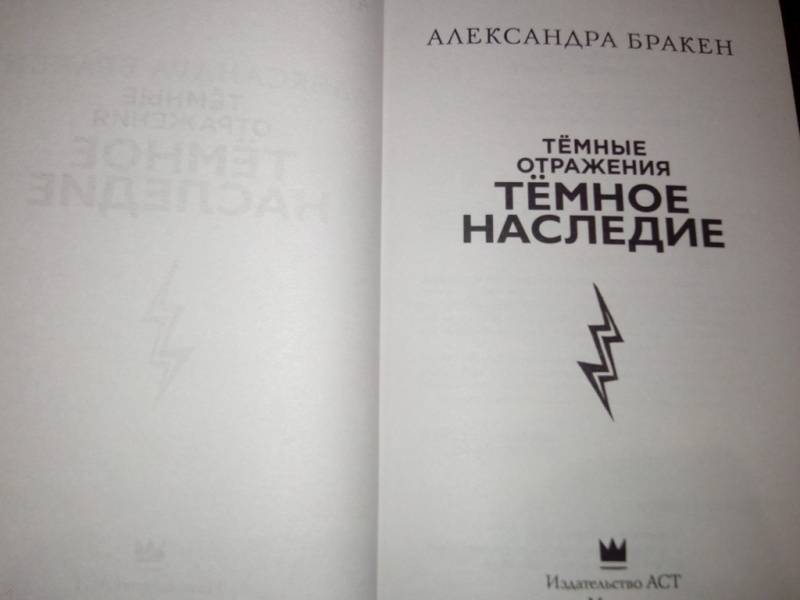 АЛЕКСАНДРА БРАКЕН
ТЁМНЫЕ
ОТРАЖЕНИЯ
ТЁМНОЕ
НАСЛЕДИЕ
Издательство АСТ